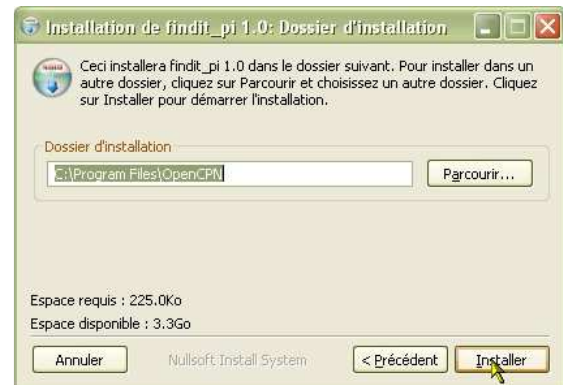 Installation de findit_pi 1.0: Dossier d'installation
Ceci installera findit_pi 1.0 dans le dossier suivant. Pour installer dans un
autre dossier, cliquez sur Parcourir et choisissez un autre dossier. Cliquez
sur Installer pour démarrer l'installation.
Dossier d'installation
C:\Program Files\OpenCPN
Parcourir...
Espace requis : 225.0Ko
Espace disponible : 3.3Go
Annuler
Nullsoft Install System
< Précédent
Installer